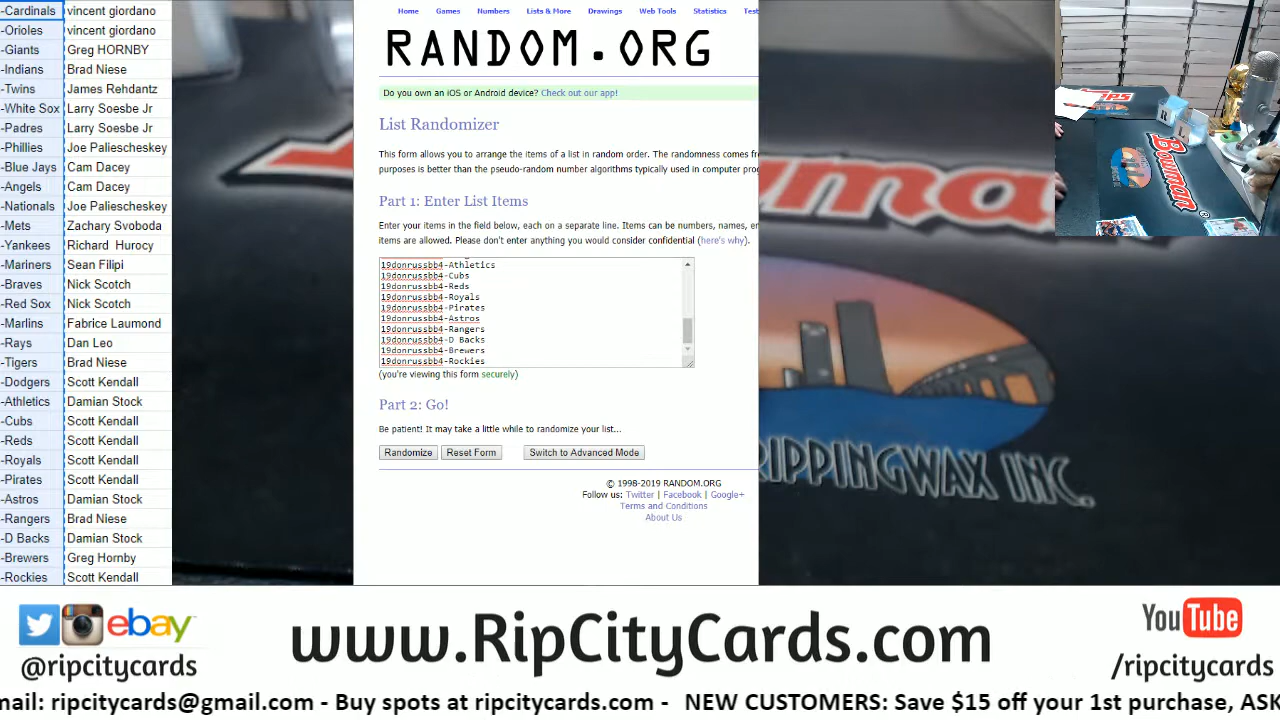 -Cardinals vincent giordano
-Orioles vincent giordano
-Giants Greg HORNBY
-Indians Brad Niese
-Twins James Rehdantz
-White Sox Larry Soesbe Jr
-Padres Larry Soesbe Jr
-Phillies Joe Paliescheskey
-Blue Jays Cam Dacey
-Angels Cam Dacey
-Nationals Joe Paliescheskey
-Mets Zachary Svoboda
-Yankees Richard Hurocy
-Mariners Sean Filipi
-Braves Nick Scotch
-Red Sox Nick Scotch
-Marlins Fabrice Laumond
-Rays Dan Leo
-Tigers Brad Niese
-Dodgers Scott Kendall
-Athletics Damian Stock
-Cubs Scott Kendall
-Reds Scott Kendall
-Royals Scott Kendall
-Pirates Scott Kendall
-Astros Damian Stock
-Rangers Brad Niese
-D Backs Damian Stock
-Brewers Greg Hornby
-Rockies Scott Kendall
Home Games Numbers Lists & More Drawings Web Tools Statistics Test
RANDOM.ORG
Do you own an iOS or Android device? Check out our app!
List Randomizer
This form allows you to arrange the items of a list in random order. The randomness comes
purposes is better than the pseudo-random number algorithms typically used in computer
Part 1: Enter List Items
Enter your items in the field below, each on a separate line. Items can be numbers, names,
items are allowed. Please don't enter anything you would consider confidential (here's why).
19donrussbb4-Athletics
19donrussbb4-Cubs
19donrussbb4-Reds
19donrussbb4-Royals
19donrussbb4-Pirates
19donrussbb4-Astros
19donrussbb4-Rangers
19donrussbb4-D Backs
19donrussbb4-Brewers
19donrussbb4-Rockies
(you're viewing this form securely)
Part 2: Go!
Be patient! It may take a little while to randomize your list...
Randomize Reset Form Switch to Advanced Mode
© 1998-2019 RANDOM.ORG
Follow us: Twitter | Facebook | Google+
Terms and Conditions
About Us
Bowman
RIPPINGWAX INC.
ebay
@ripcitycards
www.RipCityCards.com
YouTube
/ripcitycards
mail: ripcitycards@gmail.com - Buy spots at ripcitycards.com - NEW CUSTOMERS: Save $15 off your 1st purchase, ASK